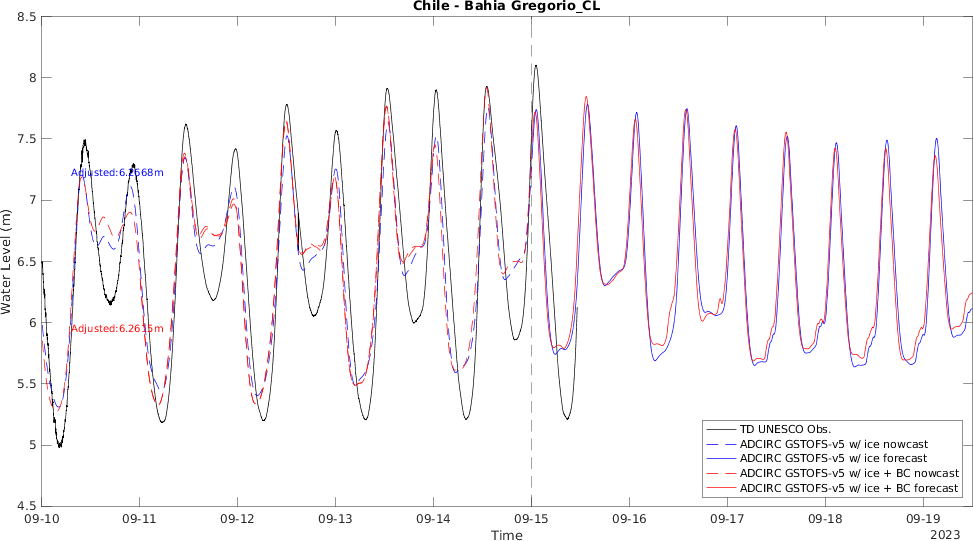 Chile - Bahia Gregorio_CL
8.5
8
7.5
7
6.5
6
5.5
5
4.5
Water Level (m)
Adjusted:6.2668m
Adjusted:6.2615m
TD UNESCO Obs.
ADCIRC GSTOFS-v5 w/ ice nowcast
ADCIRC GSTOFS-v5 w/ ice forecast
ADCIRC GSTOFS-v5 w/ ice + BC nowcast
ADCIRC GSTOFS-v5 w/ ice + BC forecast
09-10 09-11 09-12 09-13 09-14 09-15 09-16 09-17 09-18 09-19
Time
2023